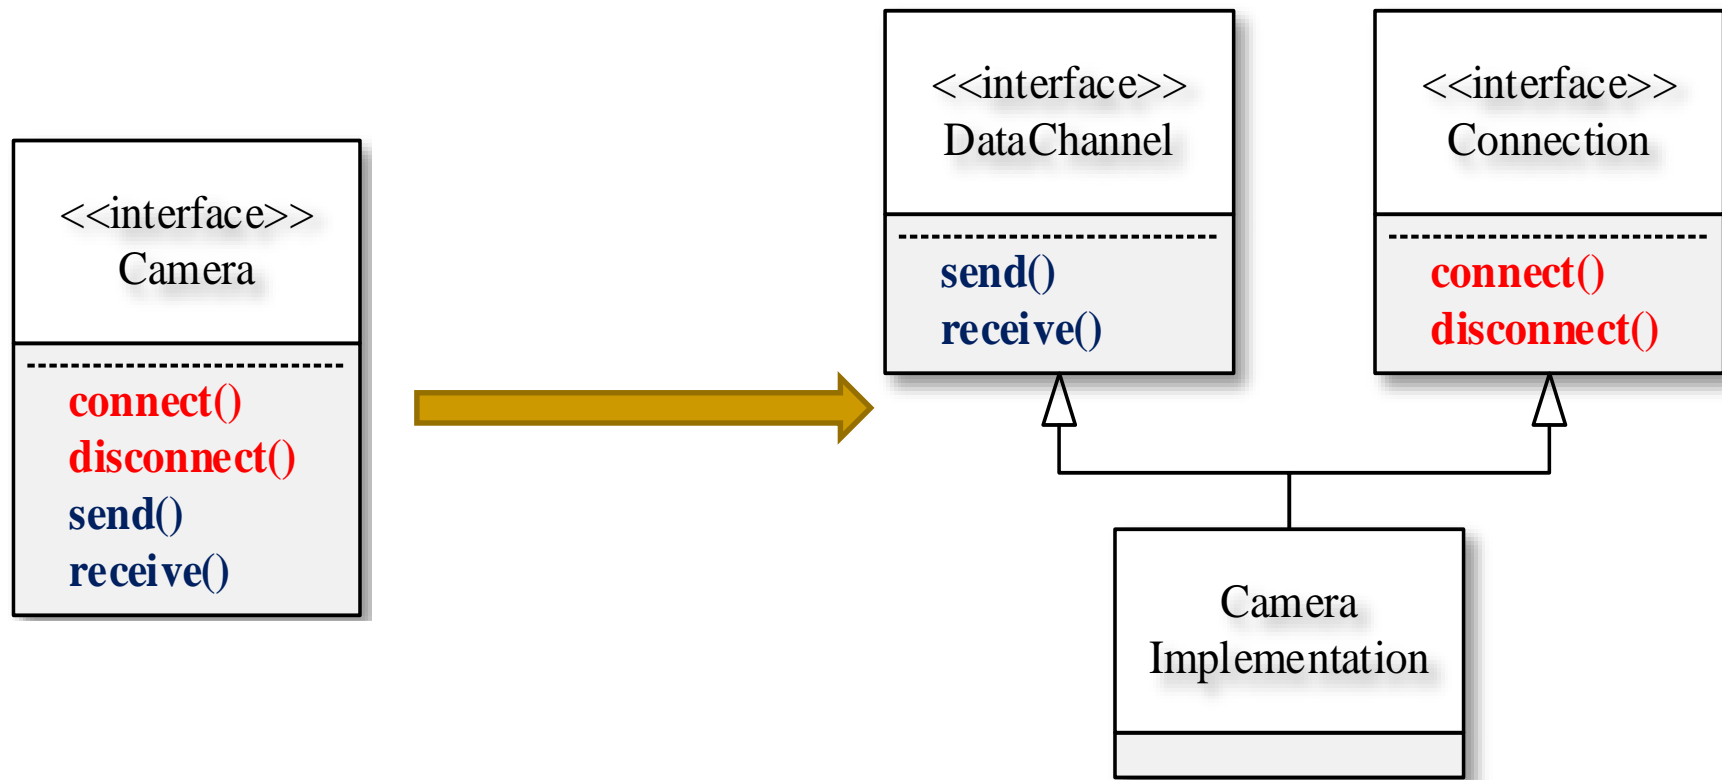 <<interface>>
Camera
connect()
disconnect()
send()
receive()
<<interface>>
DataChannel
send()
receive()
<<interface>>
Connection
connect()
disconnect()
Camera
Implementation